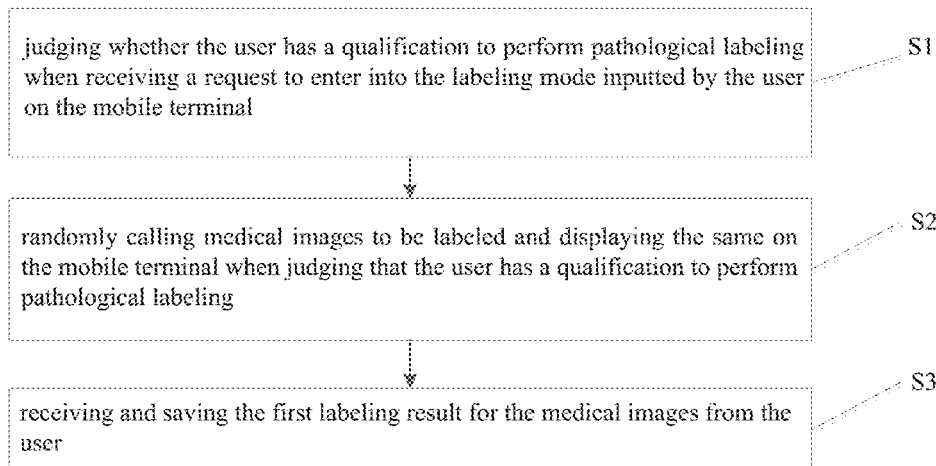 judging whether the user has a qualification to perform pathological labeling
when receiving a request to enter into the labeling mode inputted by the user
on the mobile terminal
S1
randomly calling medical images to be labeled and displaying the same on
the mobile terminal when judging that the user has a qualification to perform
pathological labeling
S2
receiving and saving the first labeling result for the medical images from the
user
S3